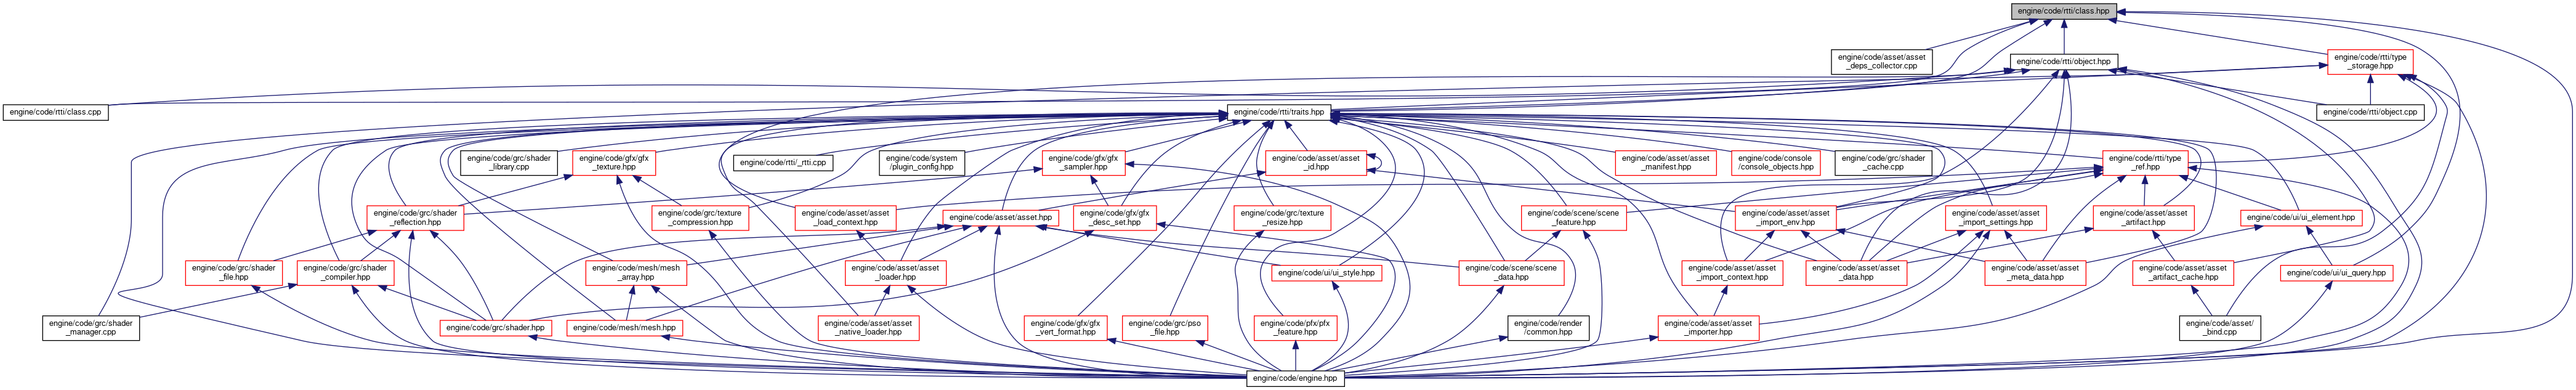 engine/code/rtti/class.hpp
engine/code/asset/asset
_deps_collector.cpp
engine/code/rtti/object.hpp
engine/code/rtti/type
_storage.hpp
engine/code/rtti/class.cpp
engine/code/rtti/traits.hpp
engine/code/rtti/object.cpp
engine/code/grc/shader
_library.cpp
engine/code/gfx/gfx
_texture.hpp
engine/code/rtti/_rtti.cpp
engine/code/system
/plugin_config.hpp
engine/code/gfx/gfx
_sampler.hpp
engine/code/asset/asset
_id.hpp
engine/code/asset/asset
_manifest.hpp
engine/code/console
/console_objects.hpp
engine/code/grc/shader
_cache.cpp
engine/code/rtti/type
_ref.hpp
engine/code/grc/shader
_reflection.hpp
engine/code/grc/texture
_compression.hpp
engine/code/asset/asset
_load_context.hpp
engine/code/asset/asset.hpp
engine/code/gfx/gfx
_desc_set.hpp
engine/code/grc/texture
_resize.hpp
engine/code/scene/scene
_feature.hpp
engine/code/asset/asset
_import_env.hpp
engine/code/asset/asset
_import_settings.hpp
engine/code/asset/asset
_artifact.hpp
engine/code/ui/ui_element.hpp
engine/code/grc/shader
_file.hpp
engine/code/grc/shader
_compiler.hpp
engine/code/mesh/mesh
_array.hpp
engine/code/asset/asset
_loader.hpp
engine/code/ui/ui_style.hpp
engine/code/scene/scene
_data.hpp
engine/code/asset/asset
_import_context.hpp
engine/code/asset/asset
_data.hpp
engine/code/asset/asset
_meta_data.hpp
engine/code/asset/asset
_artifact_cache.hpp
engine/code/ui/ui_query.hpp
engine/code/grc/shader
_manager.cpp
engine/code/grc/shader.hpp
engine/code/mesh/mesh.hpp
engine/code/asset/asset
_native_loader.hpp
engine/code/gfx/gfx
_vert_format.hpp
engine/code/grc/pso
_file.hpp
engine/code/pfx/pfx
_feature.hpp
engine/code/render
/common.hpp
engine/code/asset/asset
_importer.hpp
engine/code/asset/
_bind.cpp
engine/code/engine.hpp